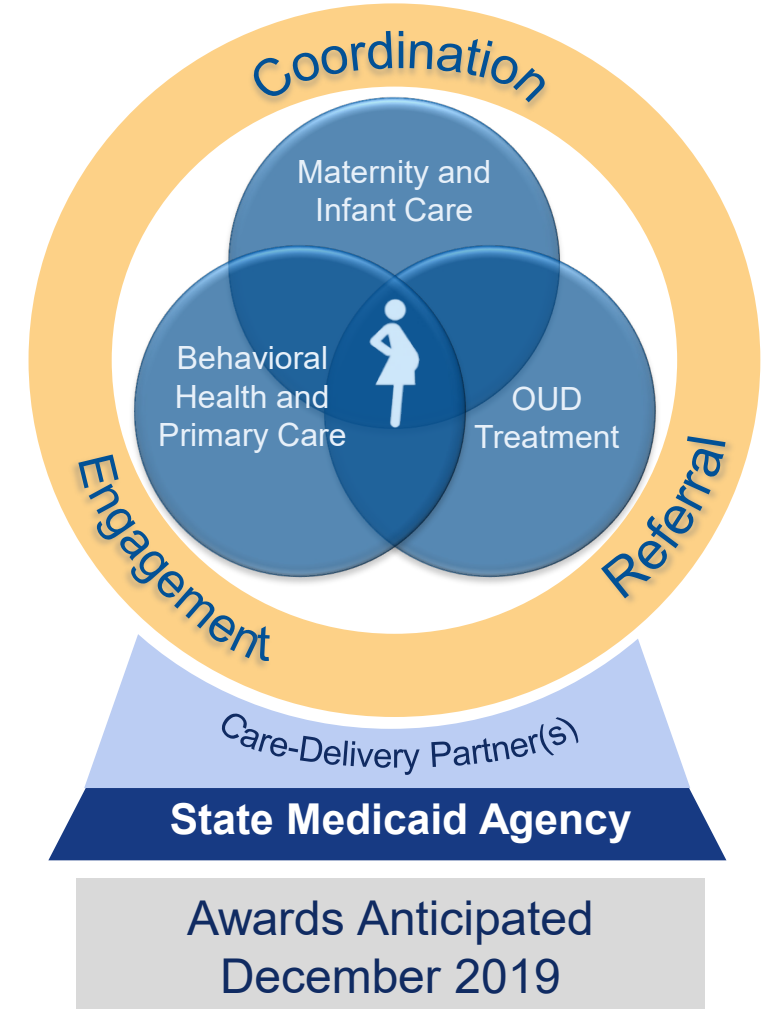 Coordination
Maternity and
Infant Care
Behavioral
Health and
Primary Care
OUD
Treatment
Engagement
Referral
Care-Delivery Partner(s)
State Medicaid Agency
Awards Anticipated
December 2019